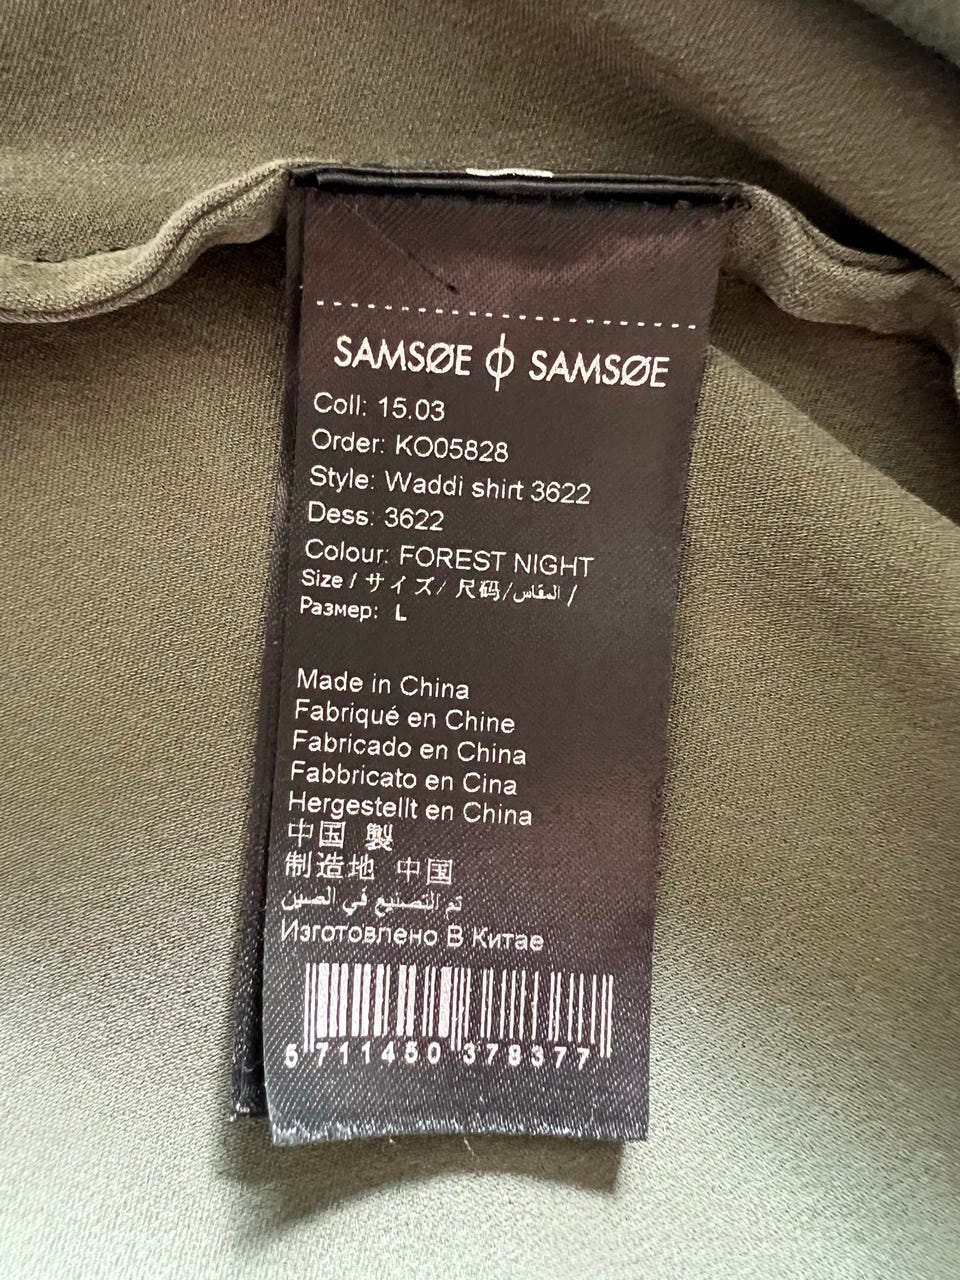 SAMSØE ф SAMSØE
Coll: 15.03
Order: KO05828
Style: Waddi shirt 3622
Dess: 3622
Colour: FOREST NIGHT
Size / サイズ/ 尺码/المقاس /
Размер: L
Made in China
Fabriqué en Chine
Fabricado en China
Fabbricato en Cina
Hergestellt en China
中国 製
制造地 中国
تم التصنيع في الصين
Изготовлено В Китае
5 711450 378377